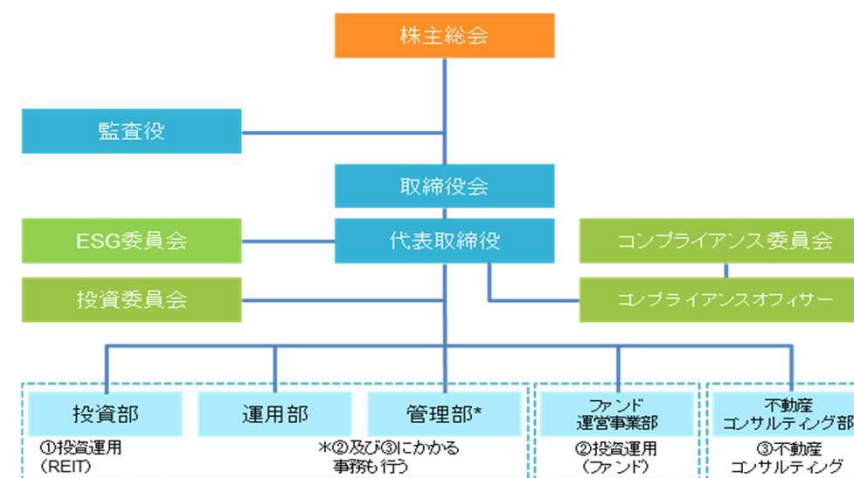 株主総会
監査役
取締役会
ESG委員会
代表取締役
コンプライアンス委員会
投資委員会
コンプライアンスオフィサー
投資部
運用部
管理部*
ファンド
運営事業部
不動産
コンサルティング部
①投資運用
(REIT)
＊②及び③にかかる
事務も行う
②投資運用
(ファンド)
③不動産
コンサルティング